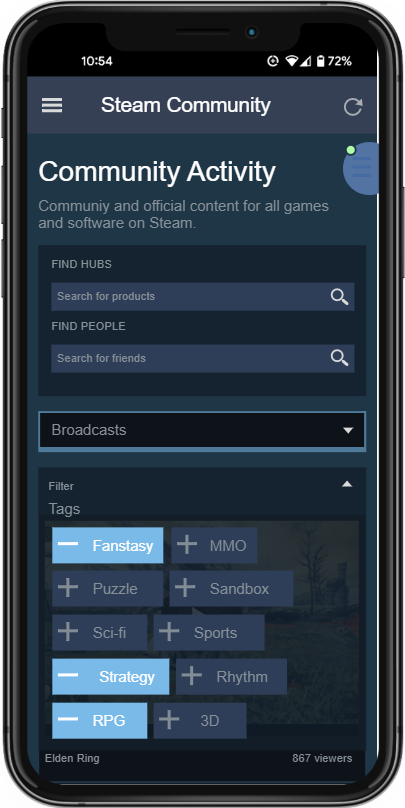 10:54
72%
Steam Community
Community Activity
Communiy and official content for all games
and software on Steam.
FIND HUBS
Search for products
FIND PEOPLE
Search for friends
Broadcasts
Filter
Tags
Fanstasy
MMO
Puzzle
Sandbox
Sci-fi
Sports
Strategy
Rhythm
RPG
3D
Elden Ring
867 viewers